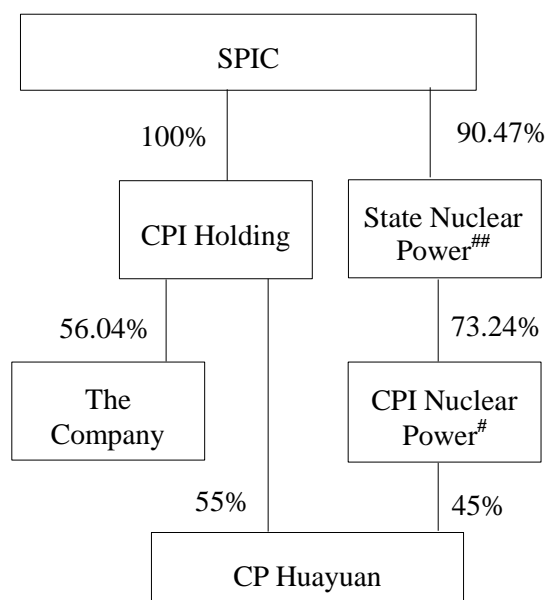 SPIC
100%
90.47%
CPI Holding
State Nuclear
Power##
56.04%
73.24%
The
Company
CPI Nuclear
Power#
55%
45%
CP Huayuan